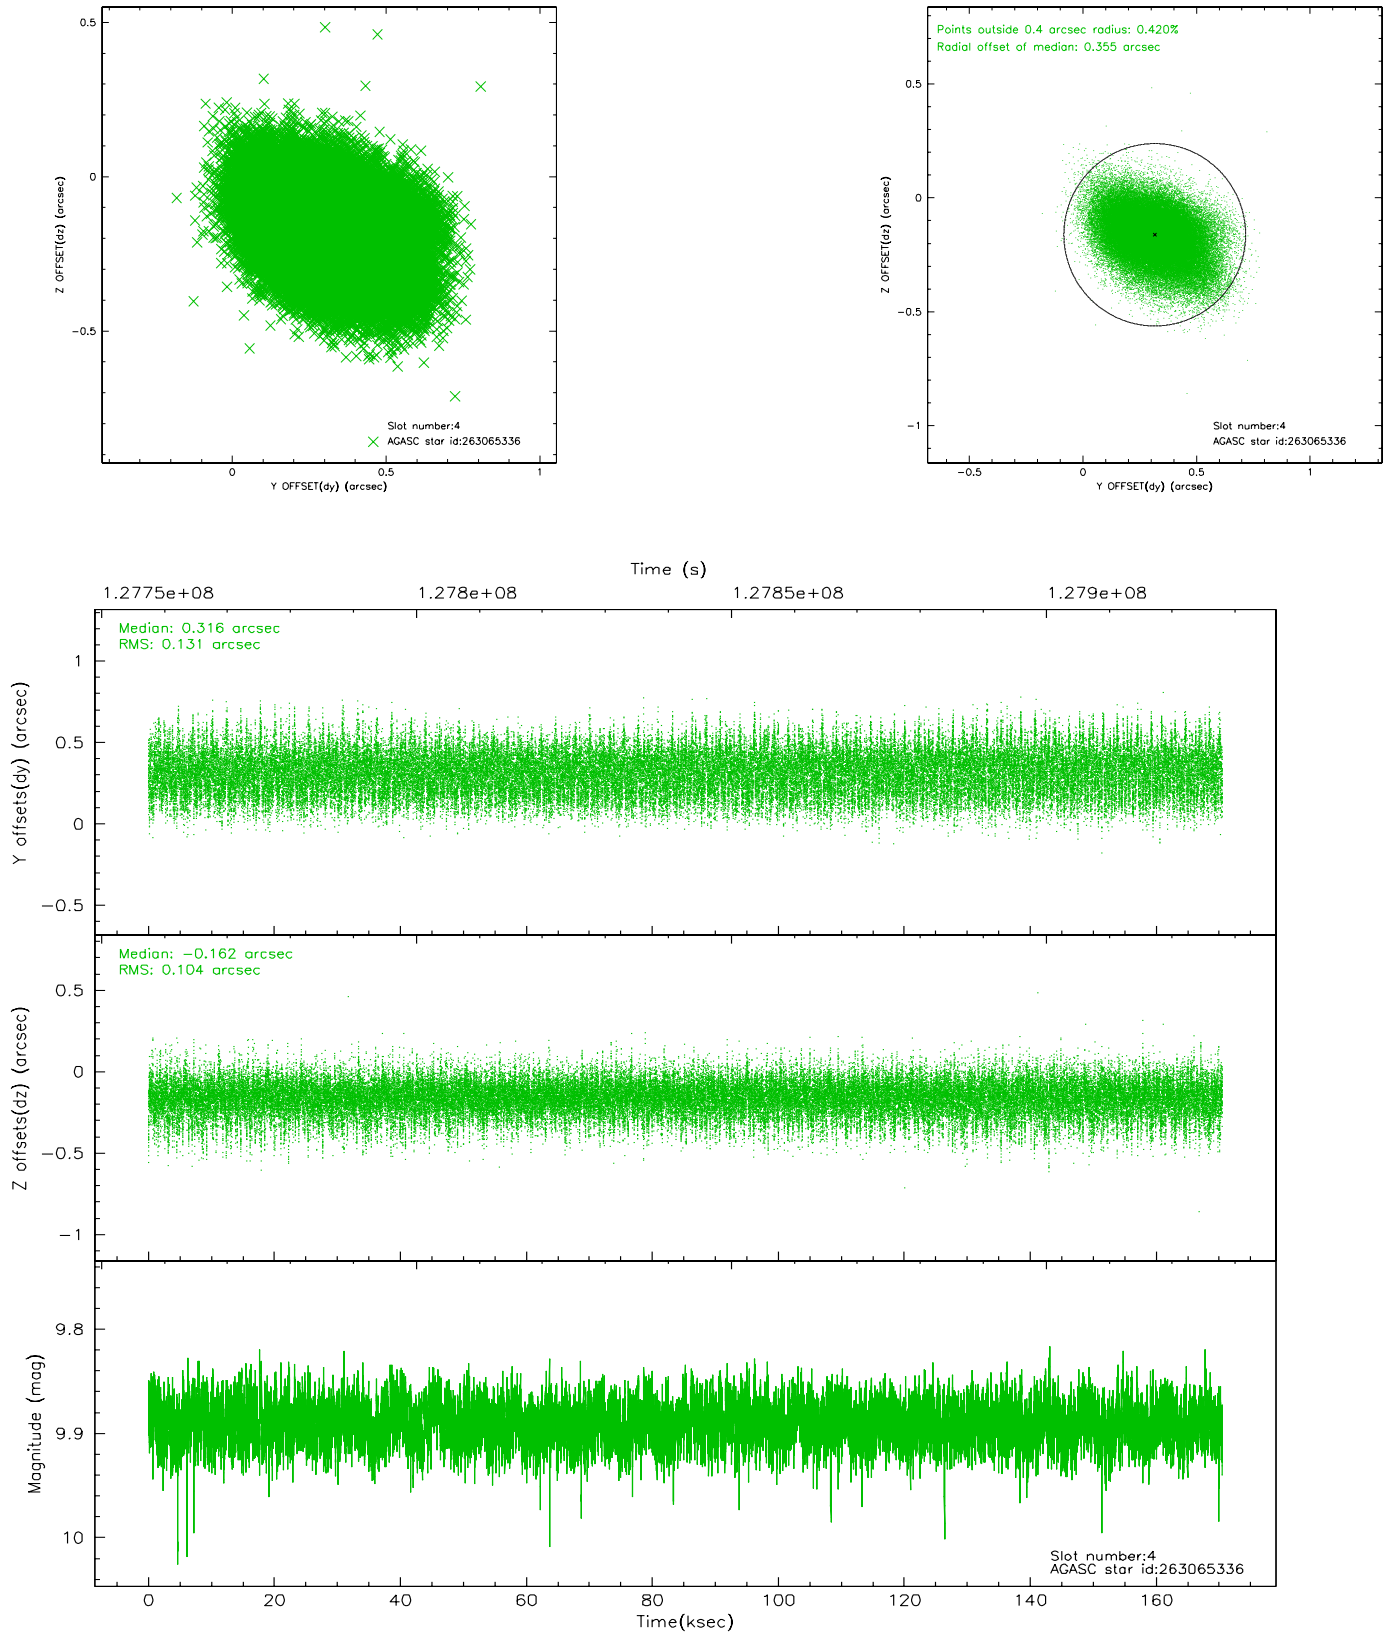 0.5
0
−0.5
Z OFFSET(dz) (arcsec)
Slot number:4
AGASC star id:263065336
0
0.5
1
Y OFFSET(dy) (arcsec)
Points outside 0.4 arcsec radius: 0.420%
Radial offset of median: 0.355 arcsec
0.5
0
−0.5
−1
Z OFFSET(dz) (arcsec)
Slot number:4
AGASC star id:263065336
−0.5
0
0.5
1
Y OFFSET(dy) (arcsec)
Time (s)
1.2775e+08
1.278e+08
1.2785e+08
1.279e+08
Median: 0.316 arcsec
RMS: 0.131 arcsec
1
0.5
0
−0.5
Y offsets(dy) (arcsec)
Median: −0.162 arcsec
RMS: 0.104 arcsec
0.5
0
−0.5
−1
Z offsets(dz) (arcsec)
9.8
9.9
10
Magnitude (mag)
Slot number:4
AGASC star id:263065336
0
20
40
60
80
100
120
140
160
Time(ksec)